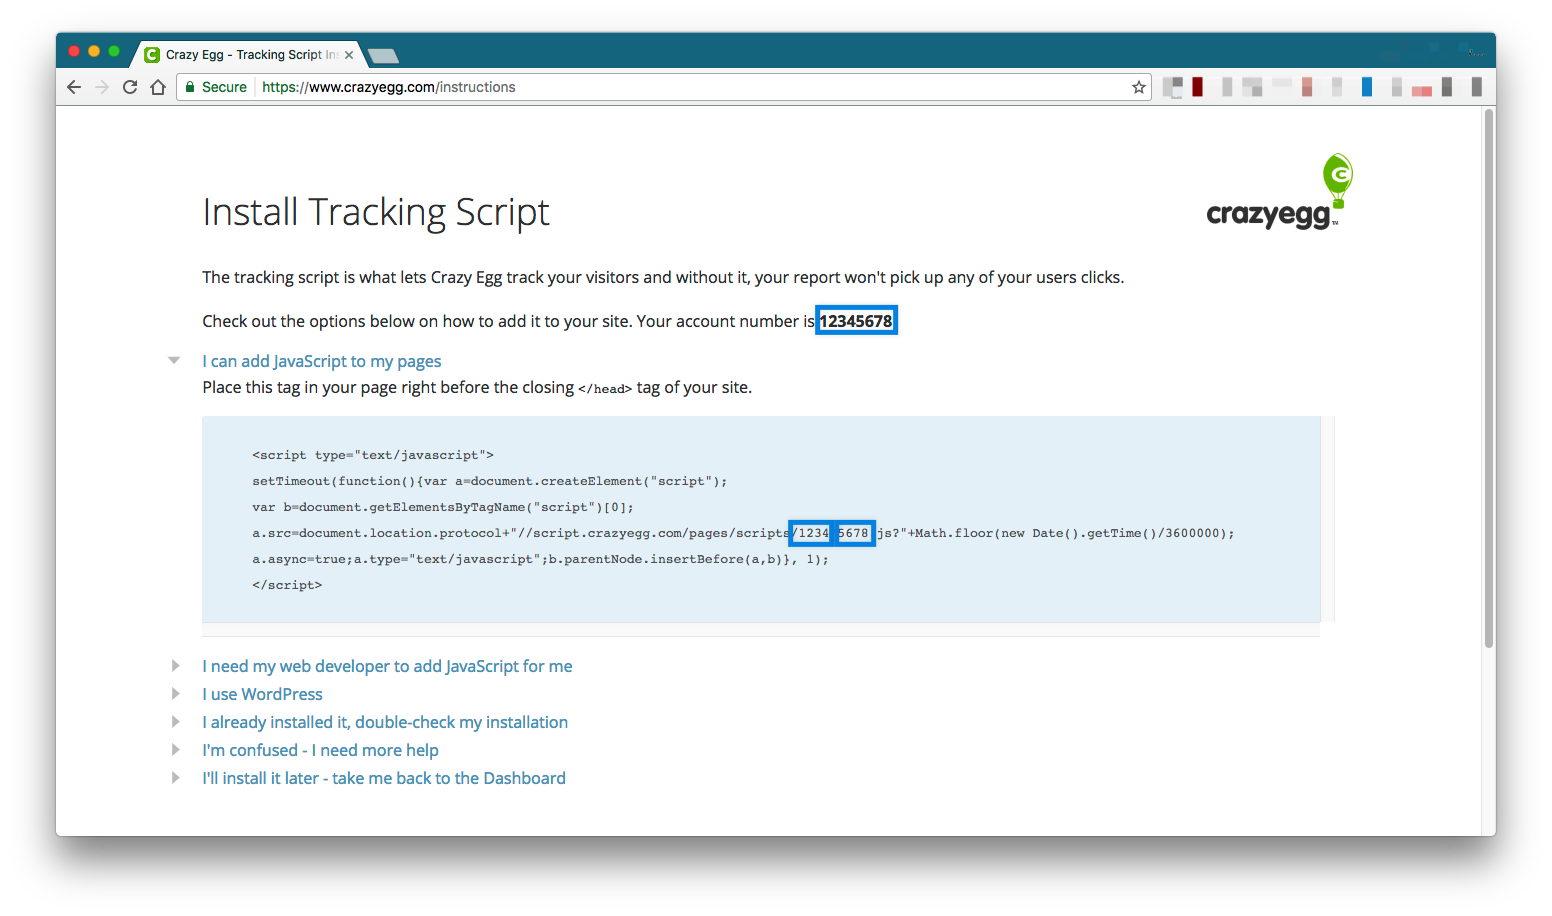 Crazy Egg - Tracking Script Ins
Secure https://www.crazyegg.com/instructions
crazyegg™
Install Tracking Script
The tracking script is what lets Crazy Egg track your visitors and without it, your report won't pick up any of your users clicks.
Check out the options below on how to add it to your site. Your account number is 12345678
I can add JavaScript to my pages
Place this tag in your page right before the closing </head> tag of your site.
<script type="text/javascript">
setTimeout(function(){var a=document.createElement("script");
var b=document.getElementsByTagName("script")[0];
a.src=document.location.protocol+"//script.crazyegg.com/pages/scripts/1234 5678 js?"+Math.floor(new Date().getTime()/3600000);
a.async=true;a.type="text/javascript";b.parentNode.insertBefore(a,b)}, 1);
</script>
I need my web developer to add JavaScript for me
I use WordPress
I already installed it, double-check my installation
I'm confused - I need more help
I'll install it later - take me back to the Dashboard